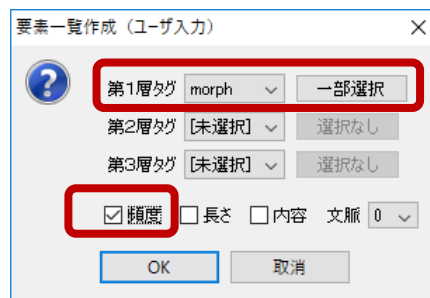 要素一覧作成（ユーザ入力）
第1層タグ morph 一部選択
第2層タグ [未選択] 選択なし
第3層タグ [未選択] 選択なし
頻度 長さ 内容 文脈 0
OK 取消